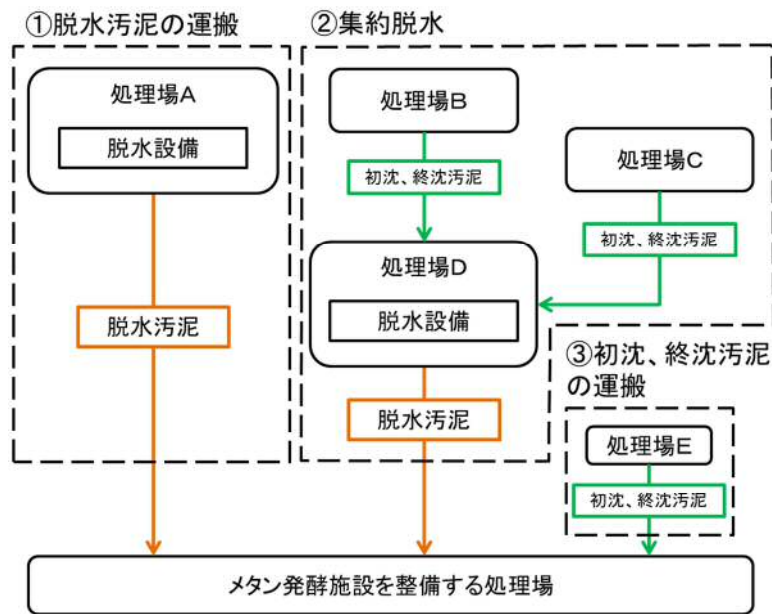 ①脱水汚泥の運搬
処理場A
脱水設備
脱水汚泥
②集約脱水
処理場B
初沈、終沈汚泥
処理場C
初沈、終沈汚泥
処理場D
脱水設備
脱水汚泥
③初沈、終沈汚泥
の運搬
処理場E
初沈、終沈汚泥
メタン発酵施設を整備する処理場